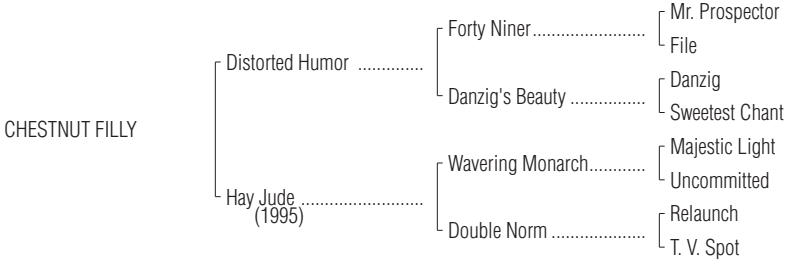 Mr. Prospector
Forty Niner........................
File
Distorted Humor ..............
Danzig
Danzig's Beauty ................
Sweetest Chant
CHESTNUT FILLY
Majestic Light
Wavering Monarch............
Uncommitted
Hay Jude ..........................
(1995)
Relaunch
Double Norm ....................
T. V. Spot